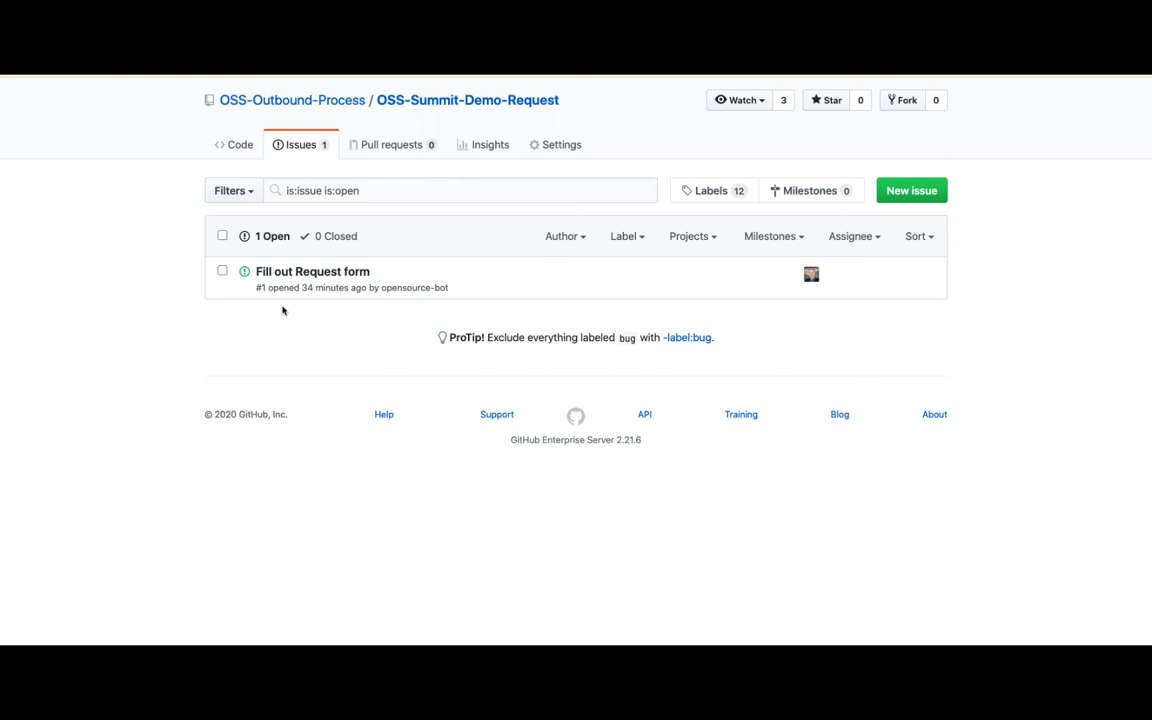 OSS-Outbound-Process / OSS-Summit-Demo-Request
Watch 3 Star 0 Fork 0
Code Issues 1 Pull requests 0 Insights Settings
Filters is:issue is:open Labels 12 Milestones 0 New issue
1 Open 0 Closed Author Label Projects Milestones Assignee Sort
Fill out Request form
#1 opened 34 minutes ago by opensource-bot
ProTip! Exclude everything labeled bug with -label:bug.
© 2020 GitHub, Inc. Help Support API Training Blog About
GitHub Enterprise Server 2.21.6